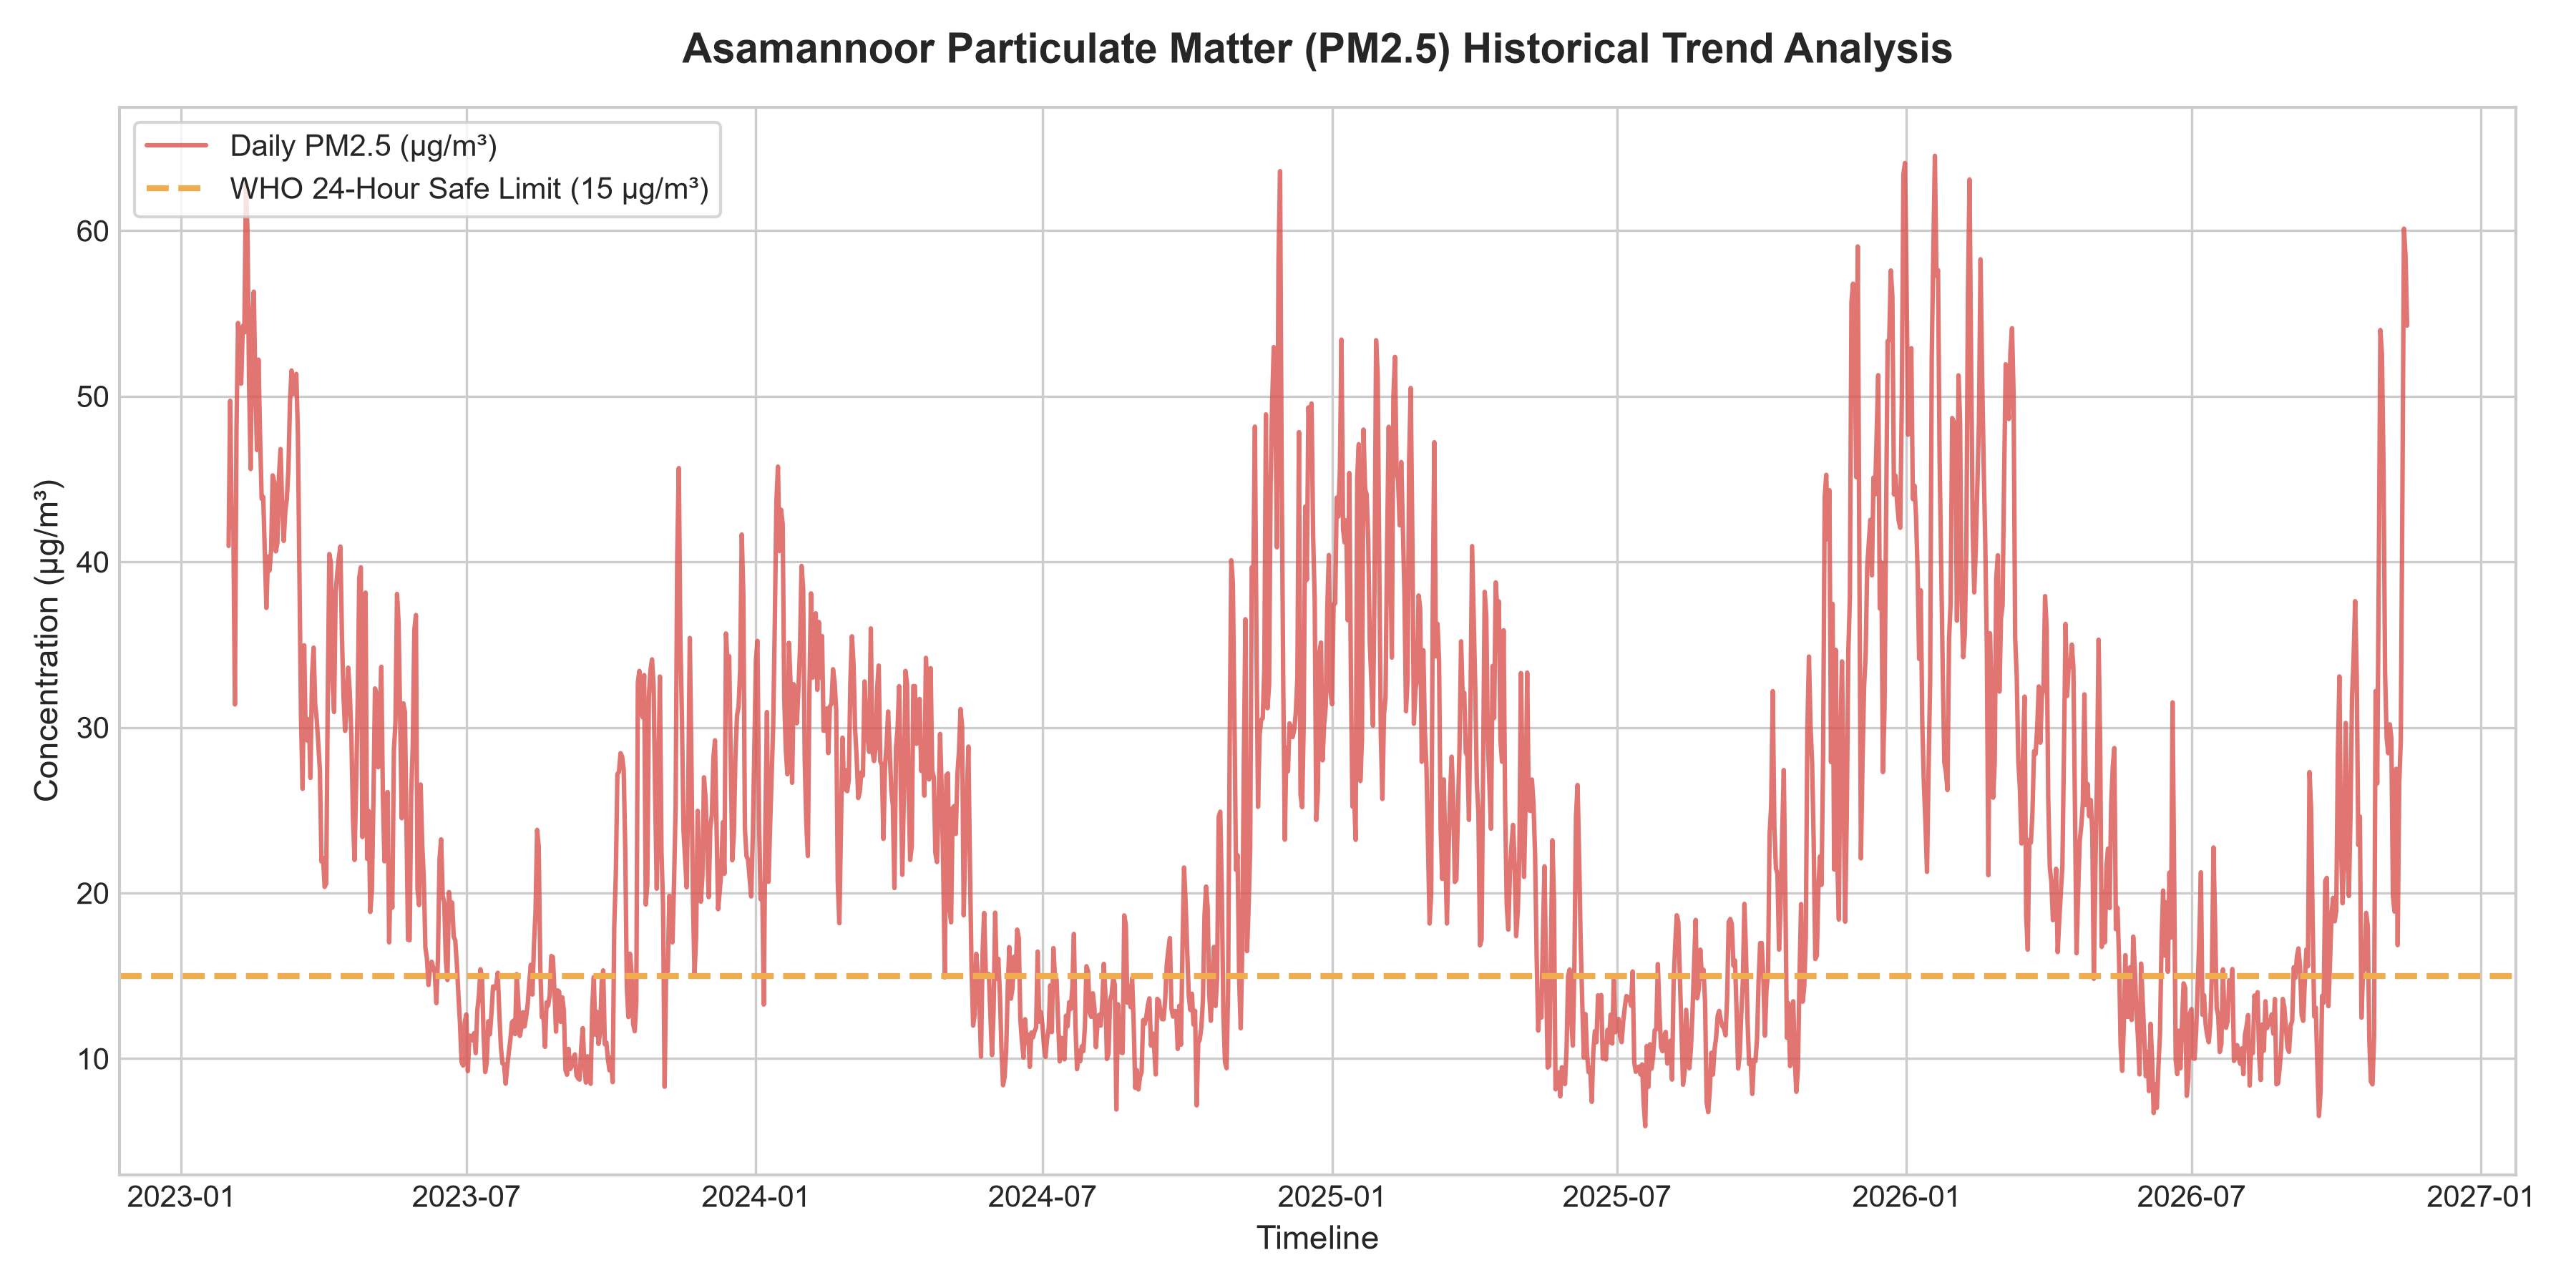 Asamannoor Particulate Matter (PM2.5) Historical Trend Analysis
Daily PM2.5 (µg/m³)
WHO 24-Hour Safe Limit (15 µg/m³)
Concentration (µg/m³)
60
50
40
30
20
10
2023-01 2023-07 2024-01 2024-07 2025-01 2025-07 2026-01 2026-07 2027-01
Timeline